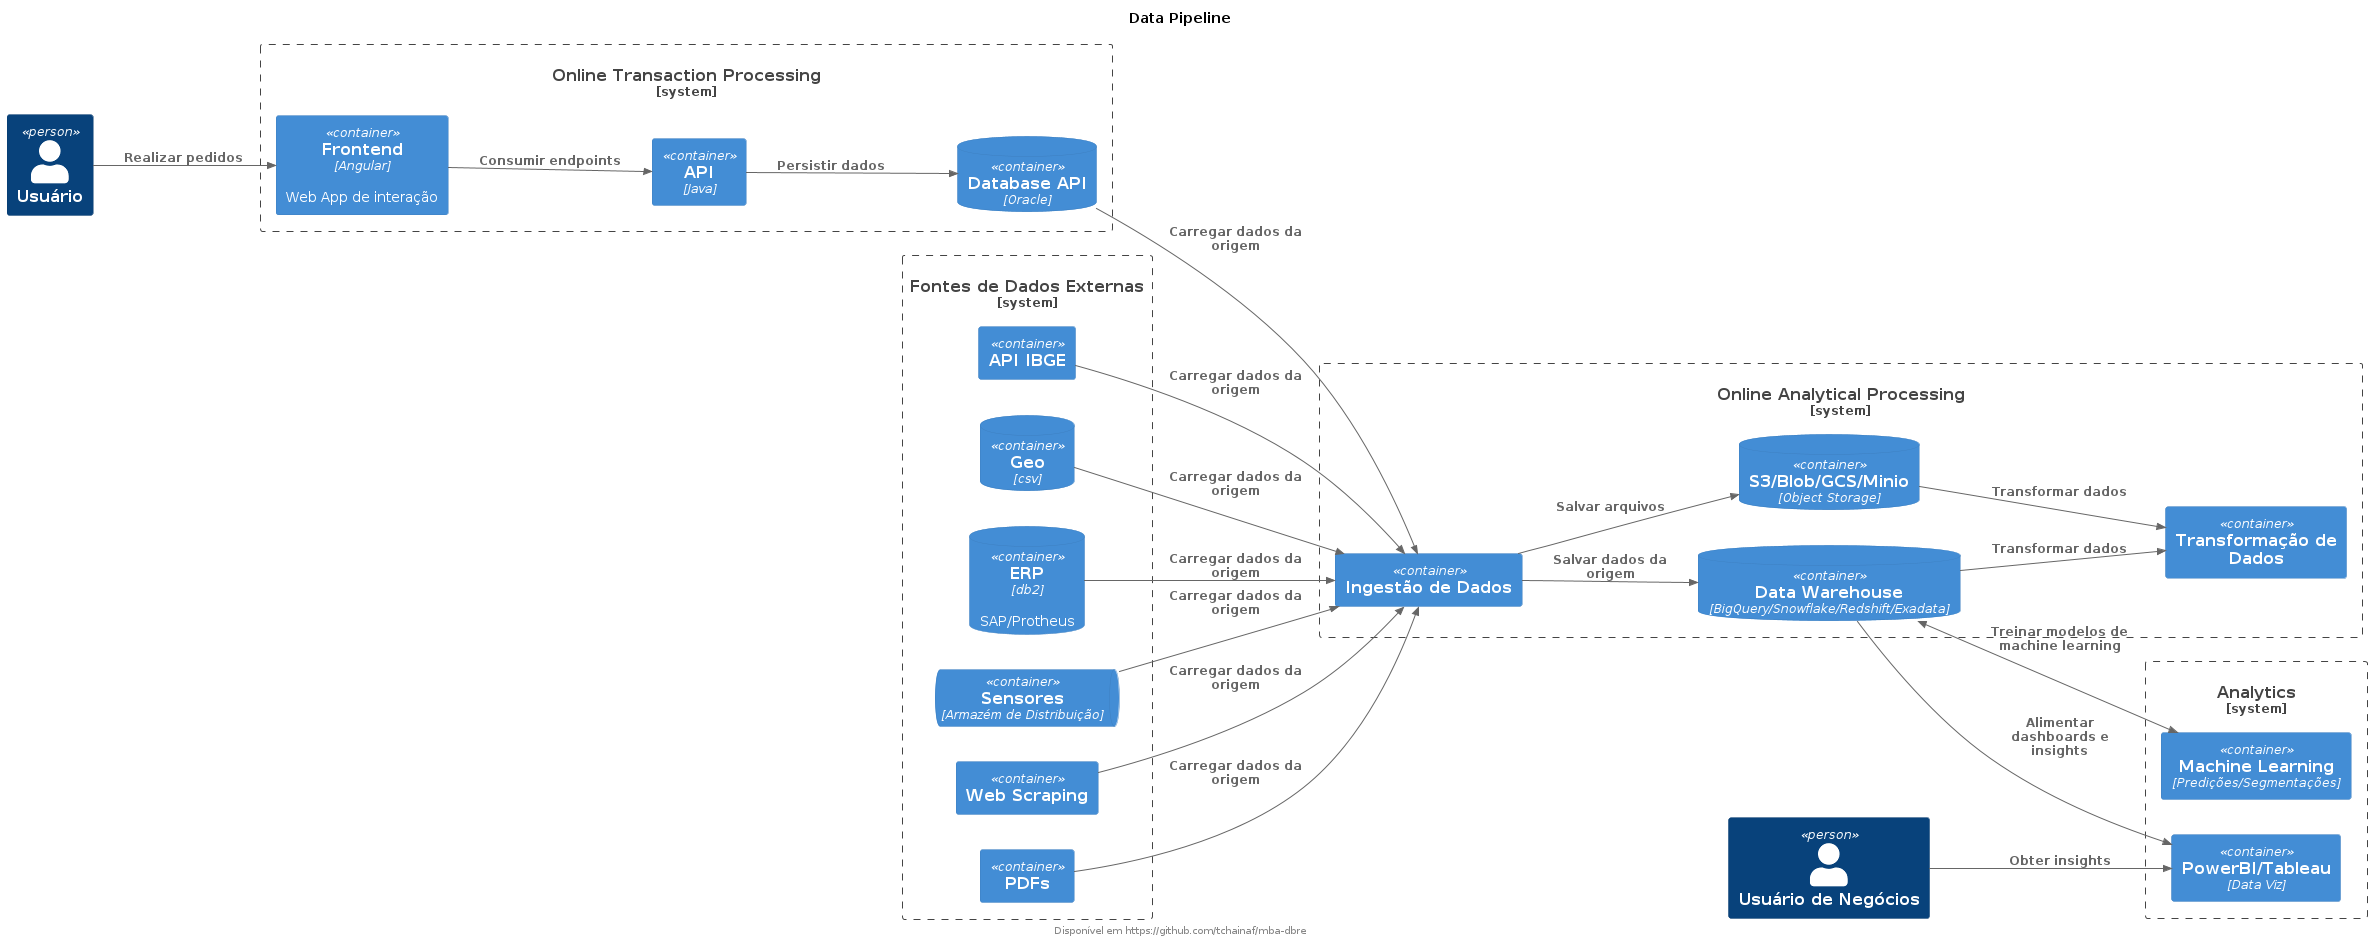 Data Pipeline
Online Transaction Processing
[system]
«person»
Usuário
Realizar pedidos
«container»
Frontend
[Angular]
Web App de interação
Consumir endpoints
«container»
API
[Java]
Persistir dados
«container»
Database API
[Oracle]
Carregar dados da
origem
Fontes de Dados Externas
[system]
«container»
API IBGE
Carregar dados da
origem
«container»
Geo
[csv]
Carregar dados da
origem
«container»
ERP
[db2]
SAP/Protheus
Carregar dados da
origem
«container»
Sensores
[Armazém de Distribuição]
Carregar dados da
origem
«container»
Web Scraping
Carregar dados da
origem
«container»
PDFs
Carregar dados da
origem
Online Analytical Processing
[system]
«container»
Ingestão de Dados
Salvar arquivos
Salvar dados da
origem
«container»
S3/Blob/GCS/Minio
[Object Storage]
«container»
Data Warehouse
[BigQuery/Snowflake/Redshift/Exadata]
Transformar dados
Transformar dados
«container»
Transformação de
Dados
Treinar modelos de
machine learning
Alimentar
dashboards e
insights
Analytics
[system]
«container»
Machine Learning
[Predições/Segmentações]
«person»
Usuário de Negócios
Obter insights
«container»
PowerBI/Tableau
[Data Viz]
Disponível em https://github.com/tchainaf/mba-dbre